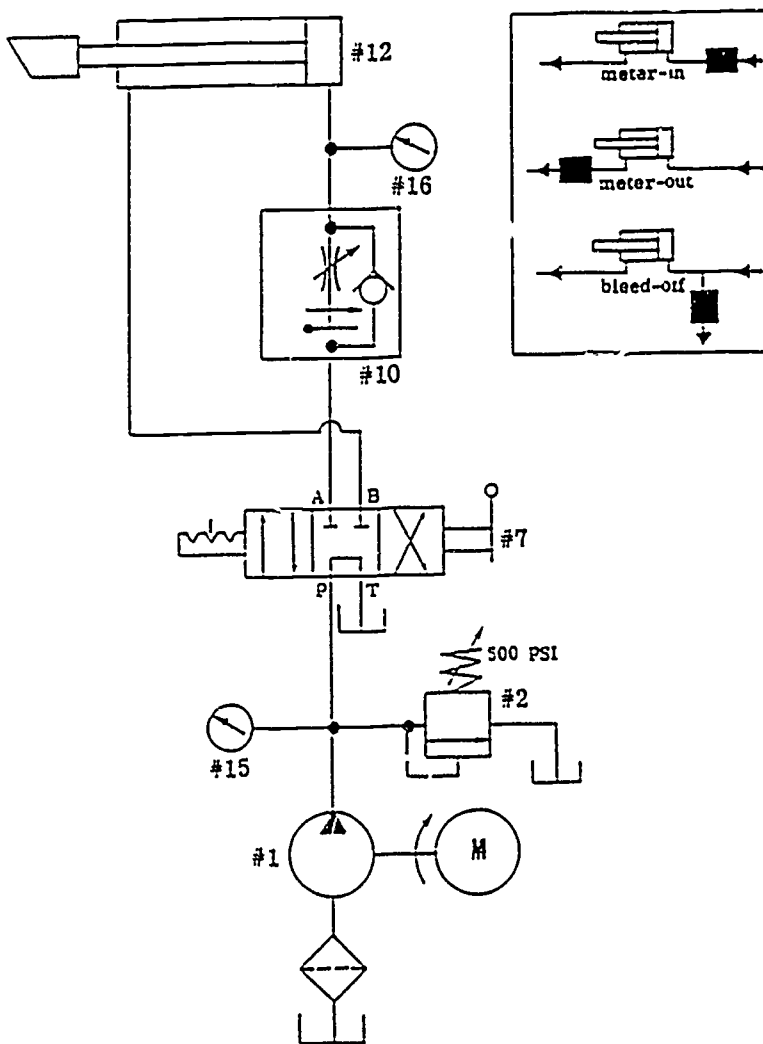 #12
metar-in
#16
meter-out
bleed-off
#10
A B
#7
P T
500 PSI
#2
#15
#1
M